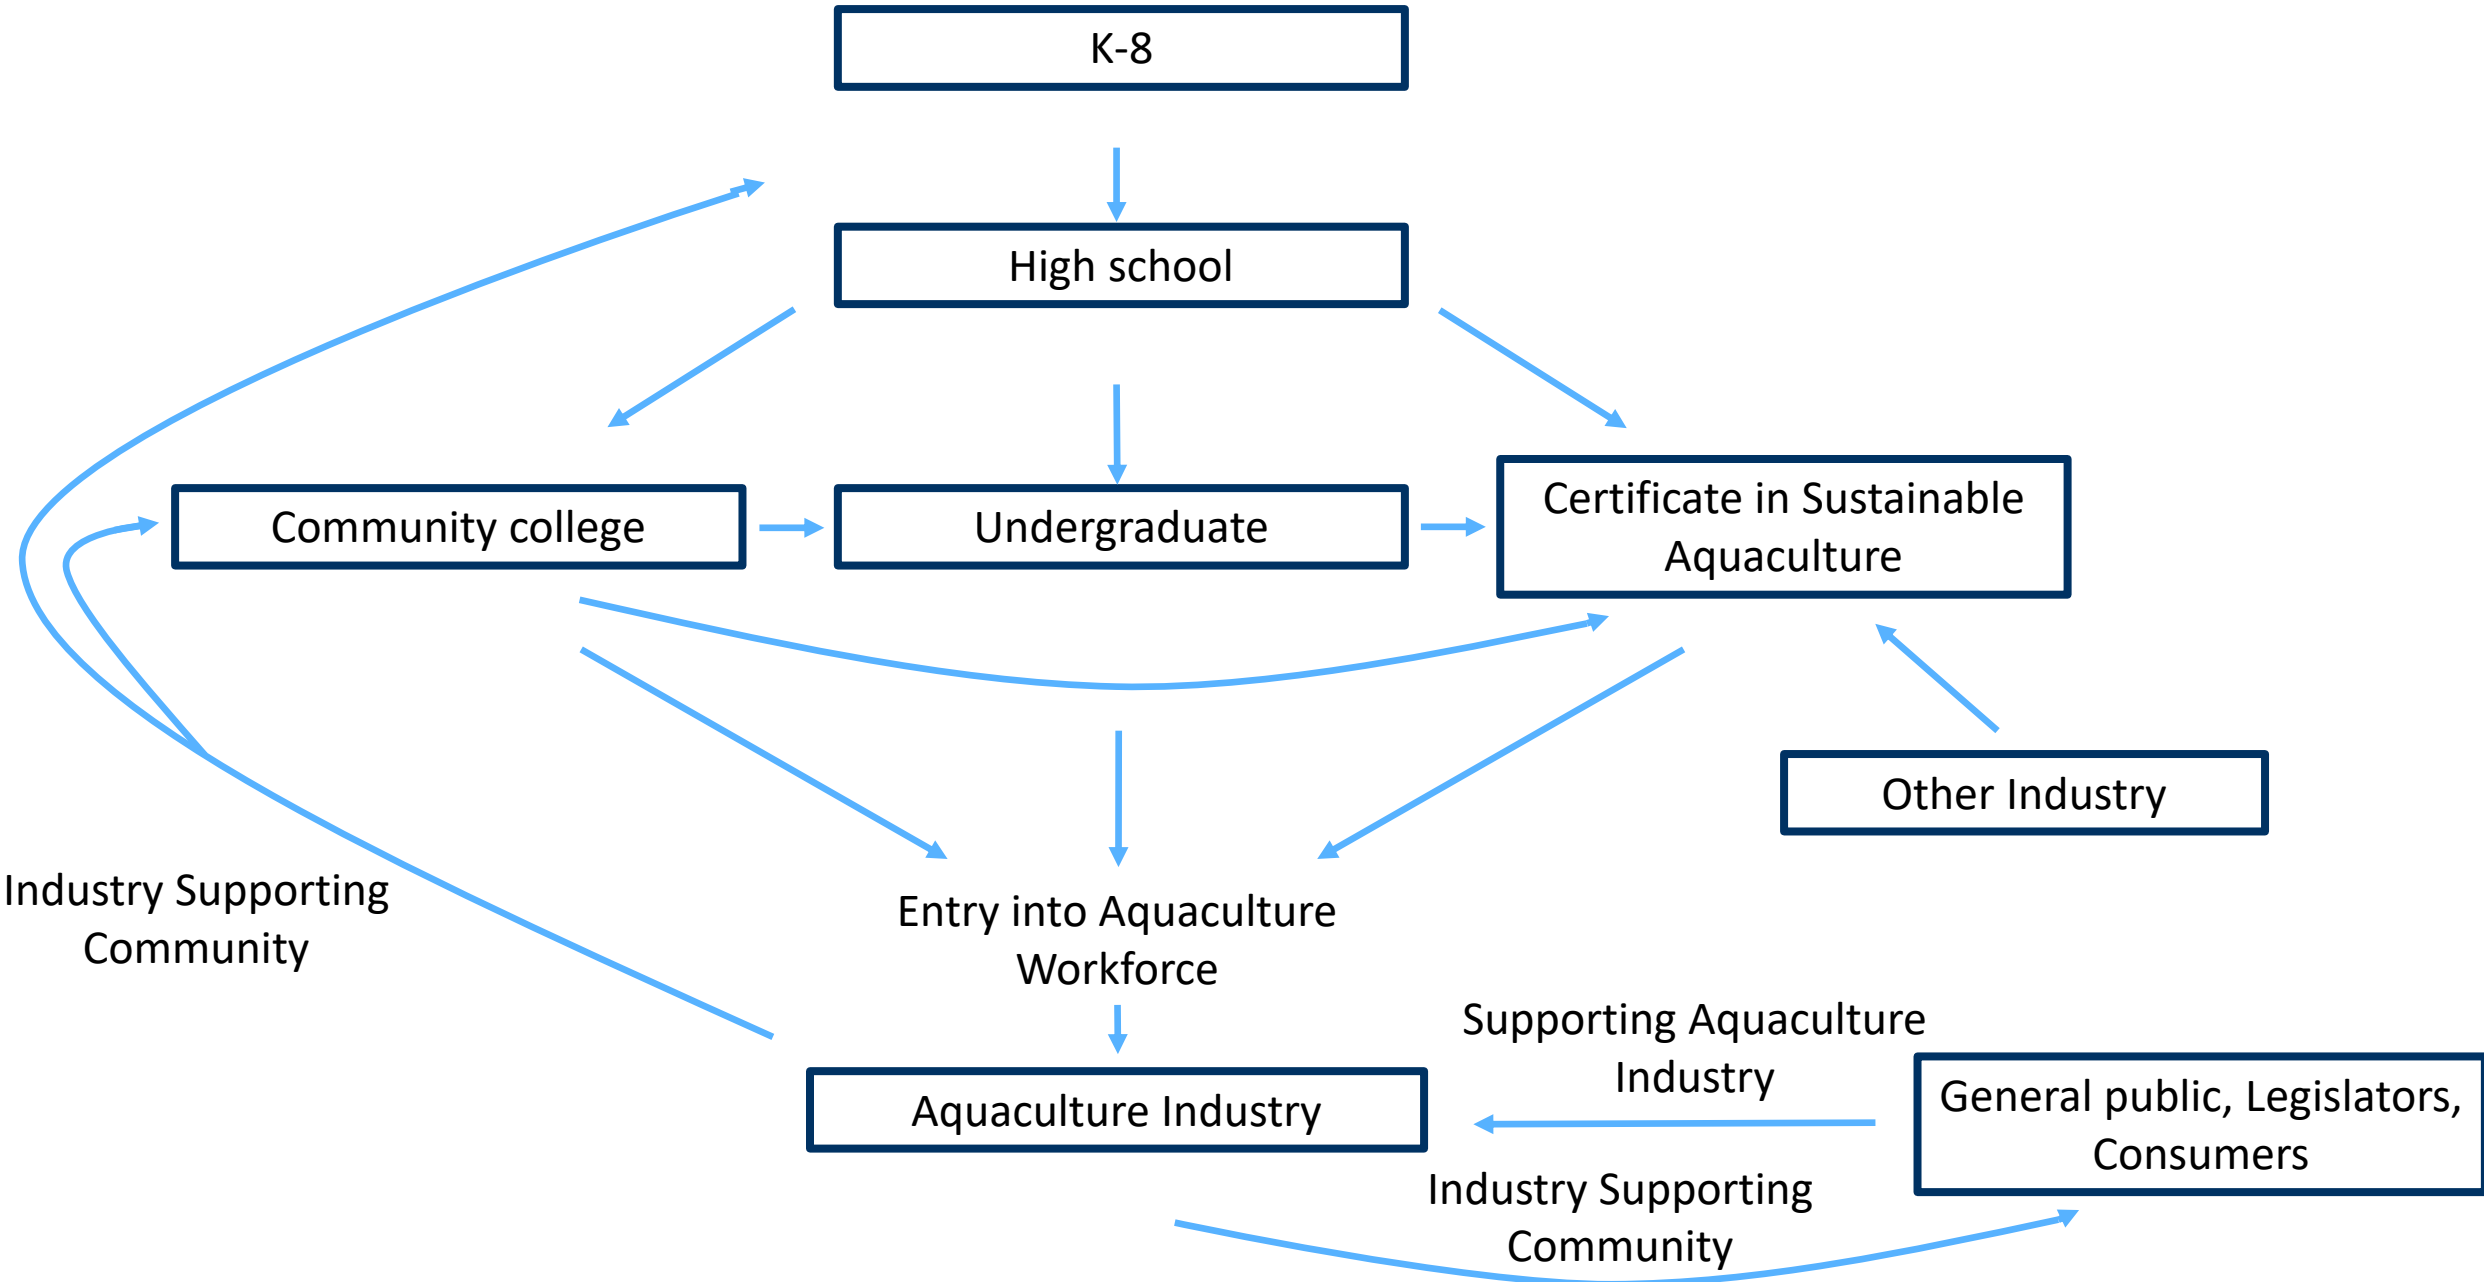 K-8
High school
Community college
Undergraduate
Certificate in Sustainable
Aquaculture
Other Industry
Industry Supporting
Community
Entry into Aquaculture
Workforce
Supporting Aquaculture
Industry
Aquaculture Industry
General public, Legislators,
Consumers
Industry Supporting
Community